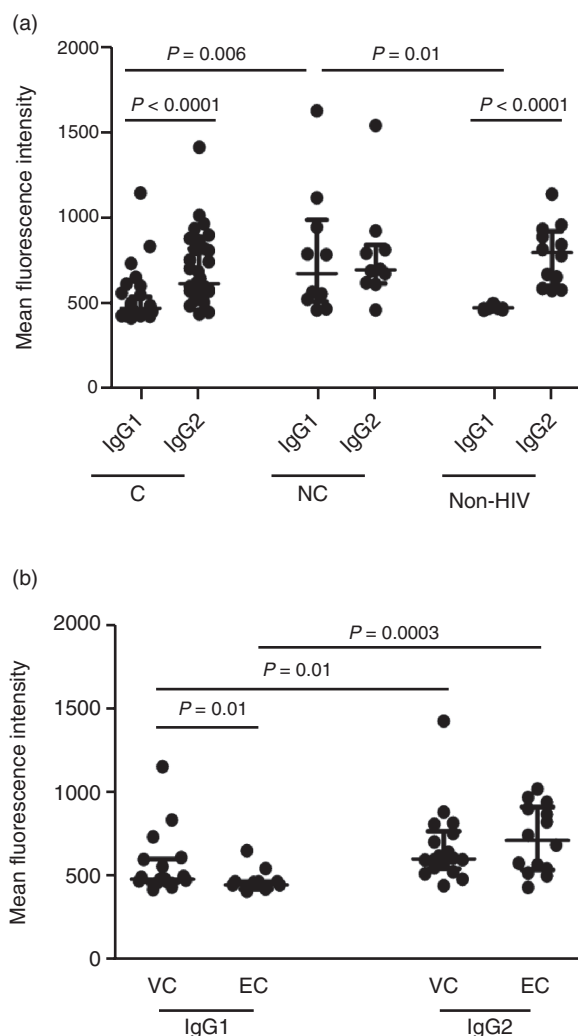 (a)
2000
1500
1000
500
0
Mean fluorescence intensity
P = 0.006
P = 0.01
P < 0.0001
P < 0.0001
IgG1
IgG2
IgG1
IgG2
IgG1
IgG2
C
NC
Non-HIV
(b)
2000
1500
1000
500
0
Mean fluorescence intensity
P = 0.0003
P = 0.01
P = 0.01
VC
EC
VC
EC
IgG1
IgG2